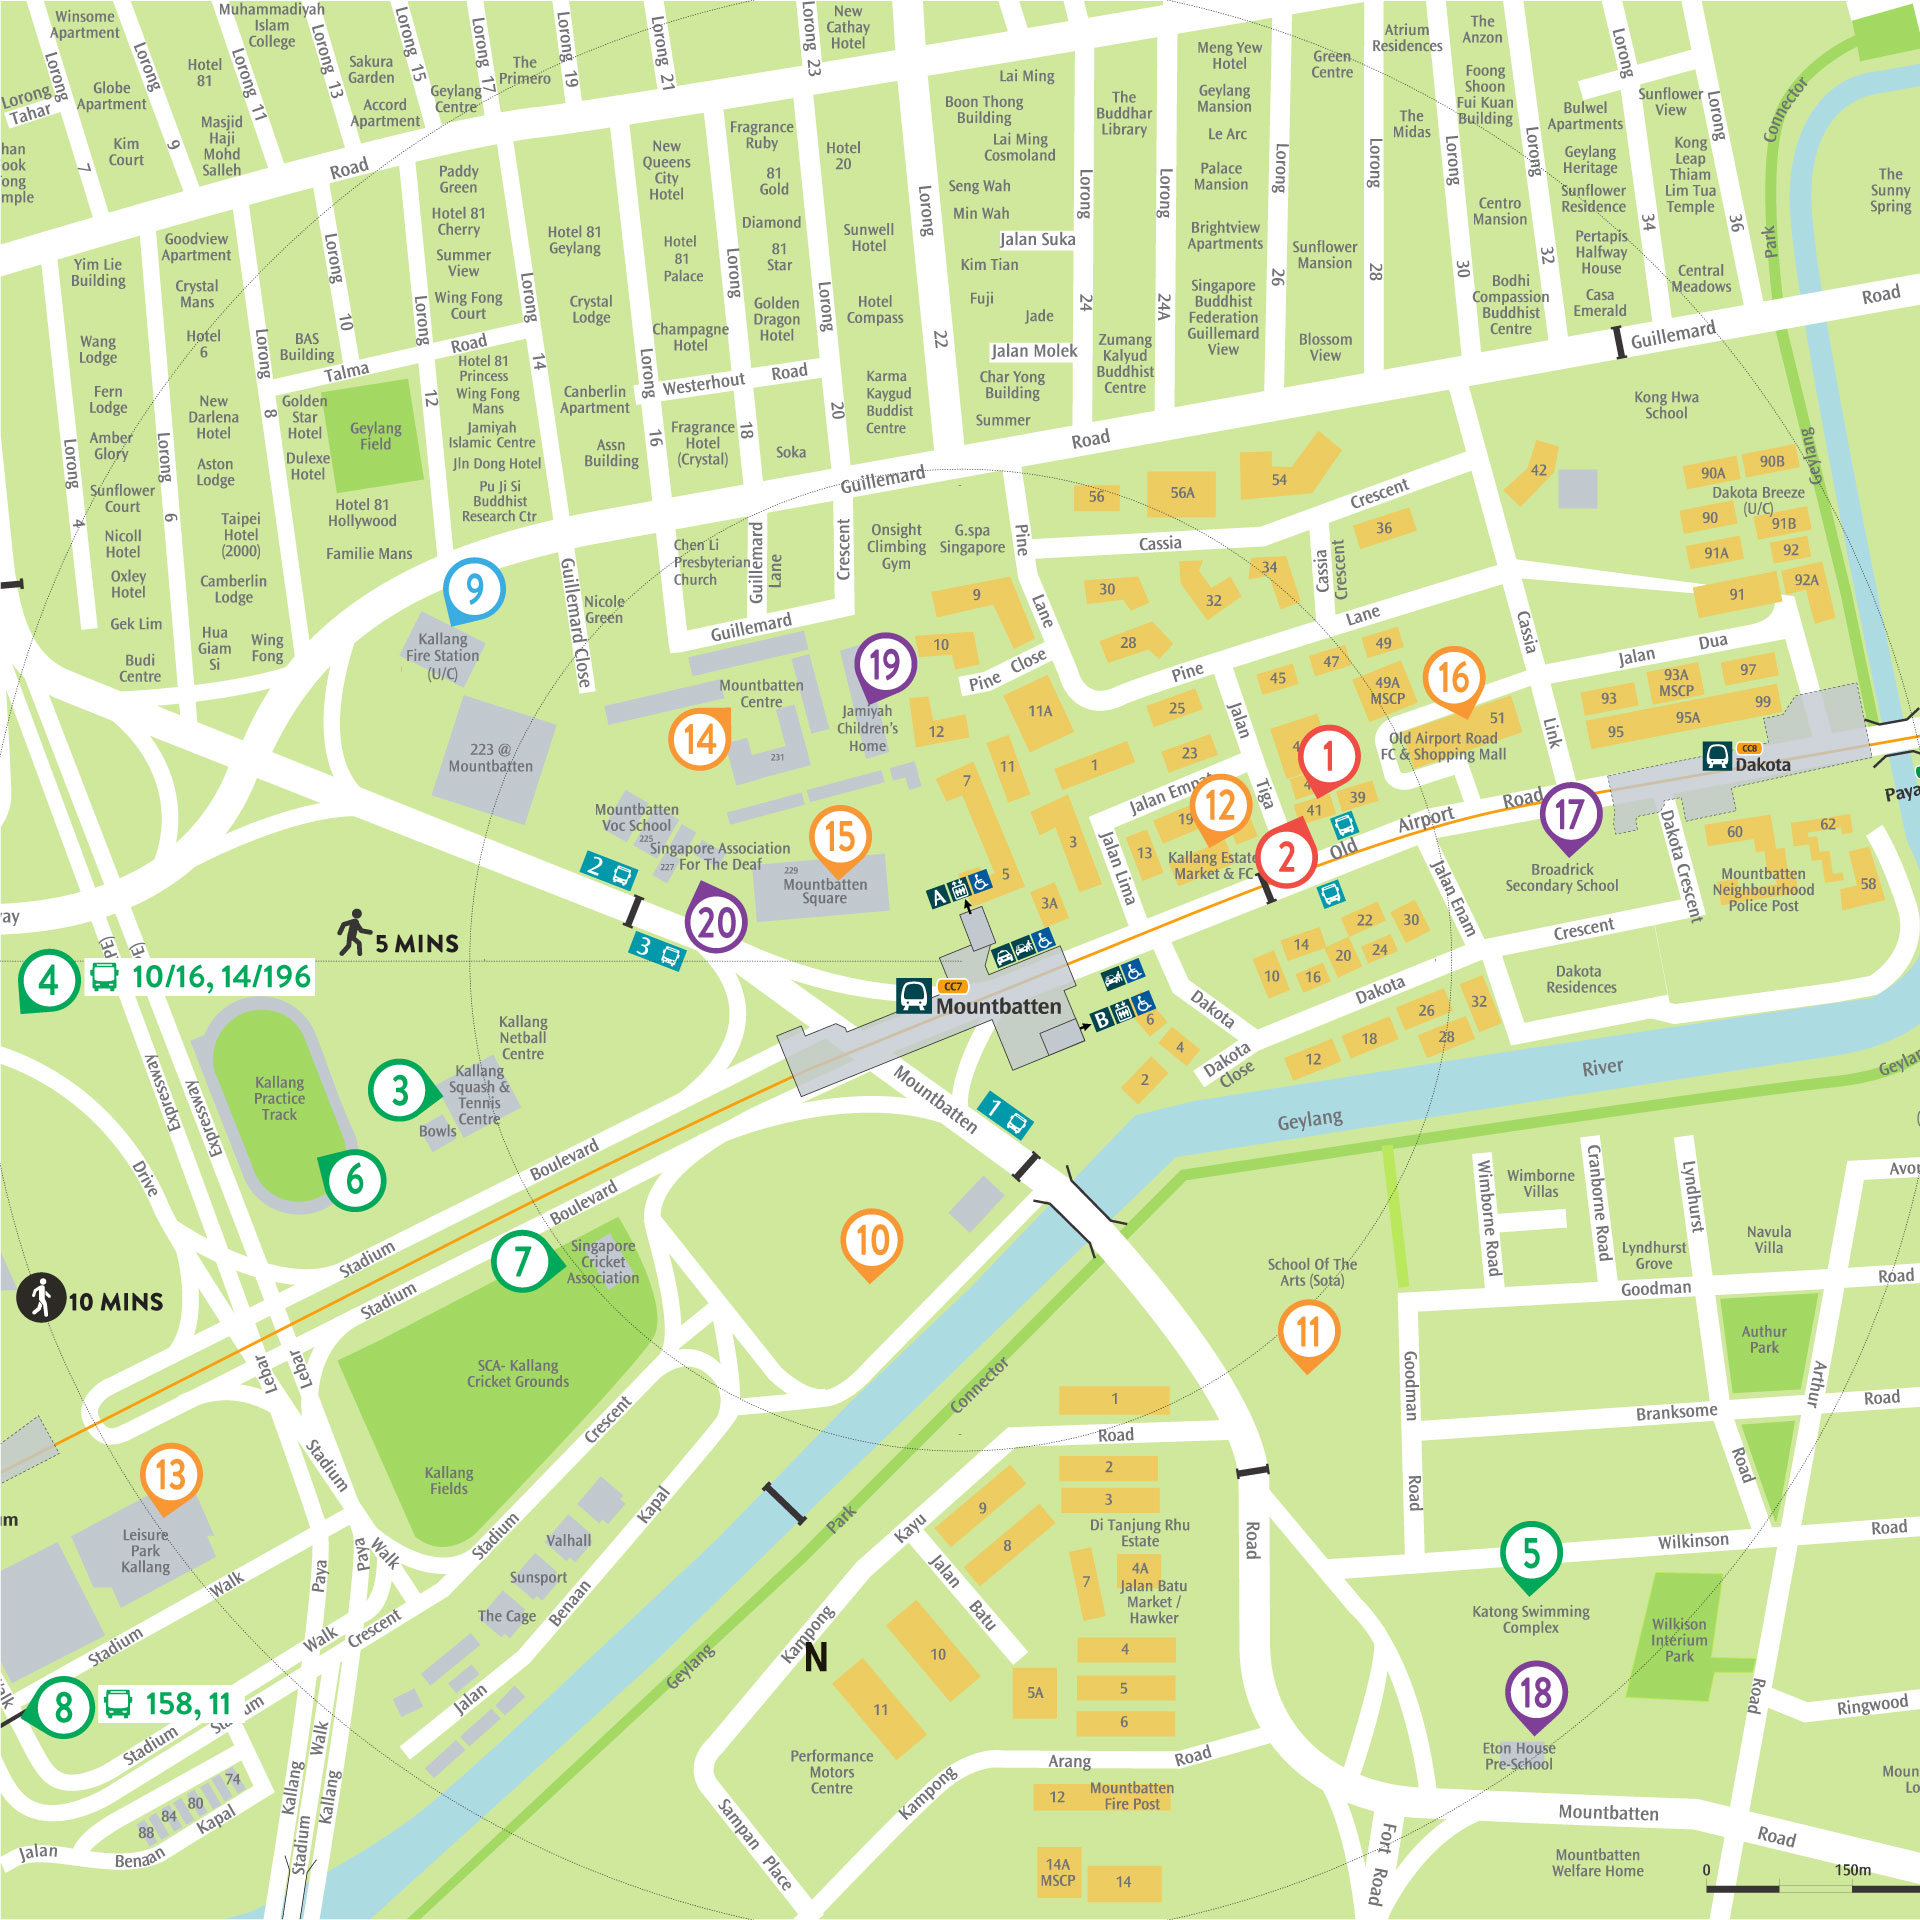 Winsome
Apartment
Muhammadiyah
Islam
College
Lorong 15
Lorong 17
Lorong 19
Lorong 21
Lorong 23
New
Cathay
Hotel
Lorong 7
Lorong 9
Lorong 11
Lorong 13
Hotel
81
Sakura
Garden
The
Primero
Globe
Apartment
Lorong
Tahar
Geylang
Centre
Accord
Apartment
Kim
Court
Masjid
Haji
Mohd
Salleh
Road
Lai Ming
Boon Thong
Building
Lai Ming
Cosmoland
Seng Wah
Min Wah
Jalan Suka
Kim Tian
Fuji
Jade
Jalan Molek
Char Yong
Building
Summer
The
Buddhar
Library
Meng Yew
Hotel
Geylang
Mansion
Le Arc
Palace
Mansion
Brightview
Apartments
Singapore
Buddhist
Federation
Guillemard
View
Green
Centre
Sunflower
Mansion
Blossom
View
Atrium
Residences
The
Midas
The
Anzon
Foong
Shoon
Fui Kuan
Building
Centro
Mansion
Bodhi
Compassion
Buddhist
Centre
Bulwel
Apartments
Geylang
Heritage
Sunflower
Residence
Pertapis
Halfway
House
Casa
Emerald
Sunflower
View
Kong
Leap
Thiam
Lim Tua
Temple
Central
Meadows
The
Sunny
Spring
Park
Connector
Lorong 22
Lorong 24
Lorong 24A
Lorong 26
Lorong 28
Lorong 30
Lorong 32
Lorong 34
Lorong 36
Guillemard
Road
Kong Hwa
School
Zumang
Kalyud
Buddhist
Centre
Goodview
Apartment
Yim Lie
Building
Crystal
Mans
Hotel
6
Wang
Lodge
Fern
Lodge
Amber
Glory
New
Darlena
Hotel
Aston
Lodge
Sunflower
Court
Nicoll
Hotel
Taipei
Hotel
(2000)
Oxley
Hotel
Camberlin
Lodge
Gek Lim
Hua
Giam
Si
Wing
Fong
Budi
Centre
Lorong 4
Lorong 6
Lorong 8
Lorong 10
Lorong 12
Lorong 14
Lorong 16
Lorong 18
Lorong 20
BAS
Building
Talma
Road
Golden
Star
Hotel
Dulexe
Hotel
Geylang
Field
Hotel 81
Hollywood
Familie Mans
Paddy
Green
Hotel 81
Cherry
Summer
View
Wing Fong
Court
Hotel 81
Princess
Wing Fong
Mans
Jamiyah
Islamic Centre
Jln Dong Hotel
Pu Ji Si
Buddhist
Research Ctr
Hotel 81
Geylang
Crystal
Lodge
Canberlin
Apartment
Assn
Building
New
Queens
City
Hotel
Hotel
81
Palace
Champagne
Hotel
Westerhout
Road
Fragrance
Hotel
(Crystal)
Fragrance
Ruby
81
Gold
Diamond
81
Star
Golden
Dragon
Hotel
Soka
Hotel
20
Sunwell
Hotel
Hotel
Compass
Karma
Kaygud
Buddist
Centre
Guillemard
Road
9
Kallang
Fire Station
(U/C)
Guillemard Close
Nicole
Green
Chen Li
Presbyterian
Church
Guillemard
Lane
Crescent
Guillemard
Onsight
Climbing
Gym
G.spa
Singapore
Pine
Lane
Pine Close
Cassia
Crescent
Cassia
Crescent
Pine
Lane
Cassia
Link
56
56A
54
36
42
34
30
32
28
9
10
12
11A
11
7
1
3
5
3A
25
23
45
47
49
49A
MSCP
51
90A
90B
Dakota Breeze
(U/C)
90
91B
91A
92
91
92A
Jalan
Dua
93
93A
MSCP
97
99
95A
95
CC8
Dakota
Geylang
16
Old Airport Road
FC & Shopping Mall
1
41
39
12
19
13
Kallang Estate
Market & FC
2
Jalan
Tiga
Jalan Lima
Old
Airport
Road
17
Broadrick
Secondary School
Jalan Enam
Dakota Crescent
60
62
58
Mountbatten
Neighbourhood
Police Post
Crescent
Dakota
Residences
22
30
14
20
24
10
16
26
32
18
28
12
Dakota
Dakota
Dakota
Close
6
4
2
223 @
Mountbatten
Mountbatten
Centre
231
14
19
Jamiyah
Children's
Home
Mountbatten
Voc School
225
227
Singapore Association
For The Deaf
15
229
Mountbatten
Square
20
2
3
A
B
CC7
Mountbatten
1
5 MINS
10 MINS
4
10/16, 14/196
Kallang
Practice
Track
Kallang
Netball
Centre
3
Kallang
Squash &
Tennis
Centre
Bowls
6
7
Singapore
Cricket
Association
Expressway
Expressway
Drive
Stadium
Boulevard
Stadium
Boulevard
Mountbatten
10
SCA- Kallang
Cricket Grounds
Kallang
Fields
Lebar
Lebar
Stadium
Walk
13
Leisure
Park
Kallang
Stadium
Walk
Paya
Paya
Stadium
Crescent
Walk
Crescent
Valhall
Sunsport
The Cage
Jalan
Benaan
Kapal
8
158, 11
Stadium
Kallang
Walk
Stadium
Kallang
74
80
84
88
Jalan
Benaan
Kapal
Geylang
River
Geylang
Park
Connector
School Of The
Arts (Sota)
11
Wimborne
Villas
Wimborne Road
Cranborne Road
Lyndhurst
Road
Lyndhurst
Grove
Navula
Villa
Goodman
Road
Goodman
Road
Authur
Park
Arthur
Road
Branksome
Road
Wilkinson
Road
5
Katong Swimming
Complex
Wilkison
Interium
Park
18
Eton House
Pre-School
Ringwood
Mountbatten
Road
Mountbatten
Welfare Home
Fort Road
0
150m
Road
1
Road
2
3
Di Tanjung Rhu
Estate
9
8
7
4A
Jalan Batu
Market /
Hawker
Kayu
Kampong
N
Jalan
Batu
10
11
4
5A
5
6
Performance
Motors
Centre
Kampong
Arang
Road
12
Mountbatten
Fire Post
Sampan Place
14A
MSCP
14